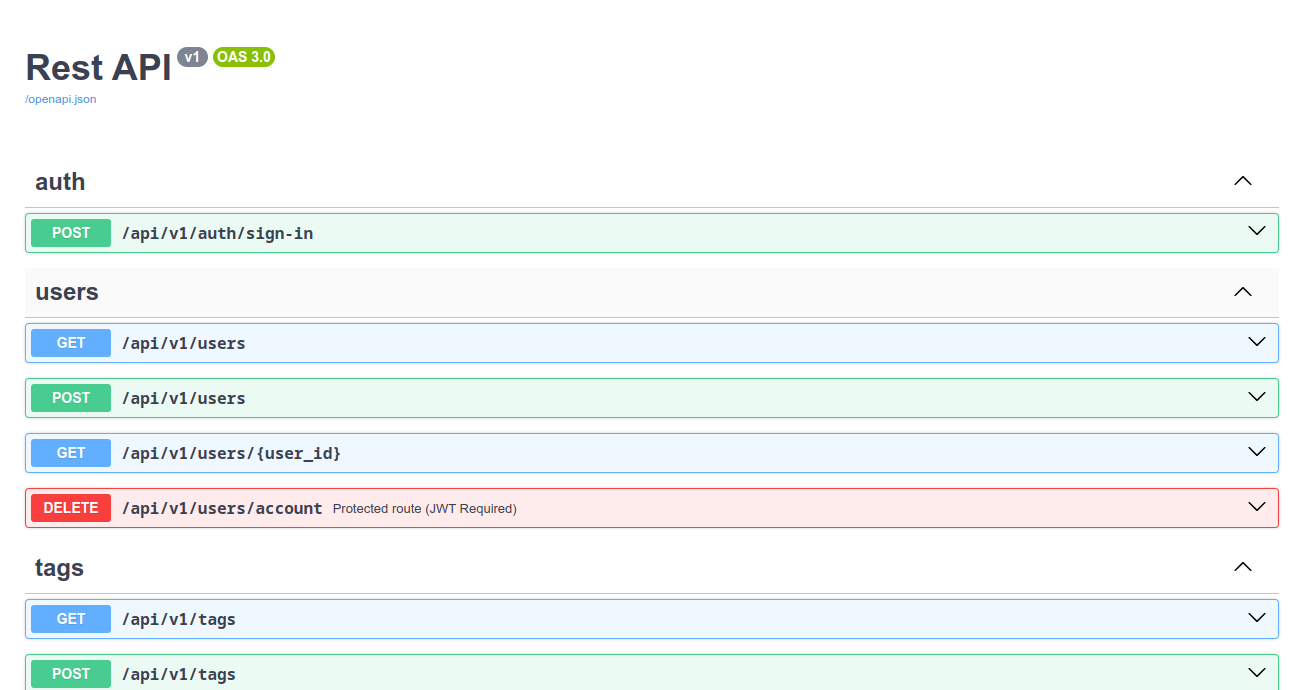 Rest API v1 OAS 3.0
/openapi.json
auth
POST /api/v1/auth/sign-in
users
GET /api/v1/users
POST /api/v1/users
GET /api/v1/users/{user_id}
DELETE /api/v1/users/account Protected route (JWT Required)
tags
GET /api/v1/tags
POST /api/v1/tags